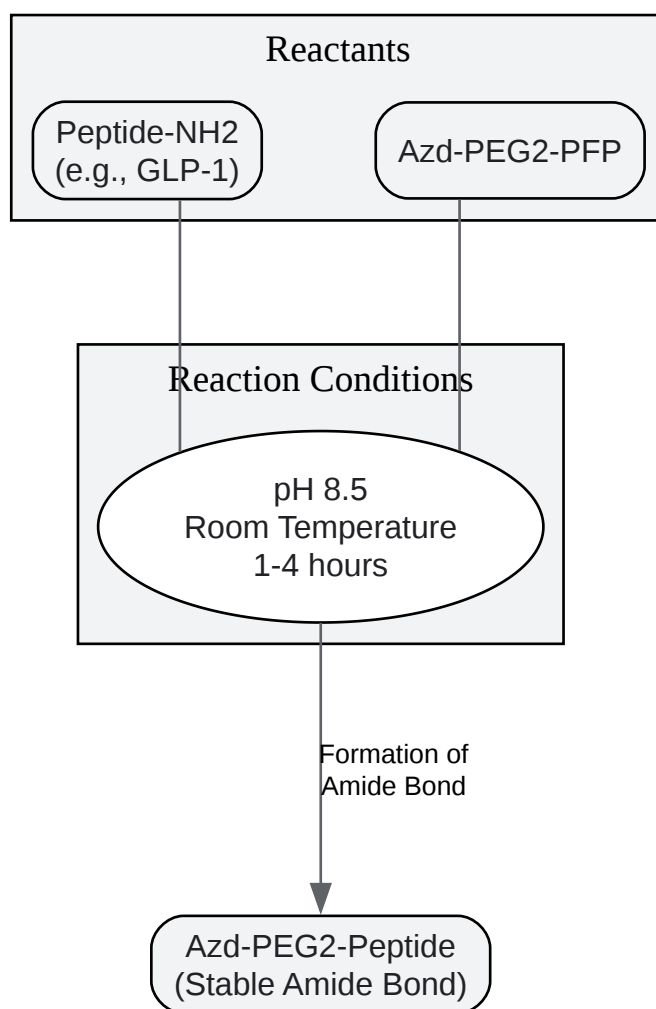 Reactants
Peptide-NH2
(e.g., GLP-1)
Azd-PEG2-PFP
Reaction Conditions
pH 8.5
Room Temperature
1-4 hours
Formation of
Amide Bond
Azd-PEG2-Peptide
(Stable Amide Bond)